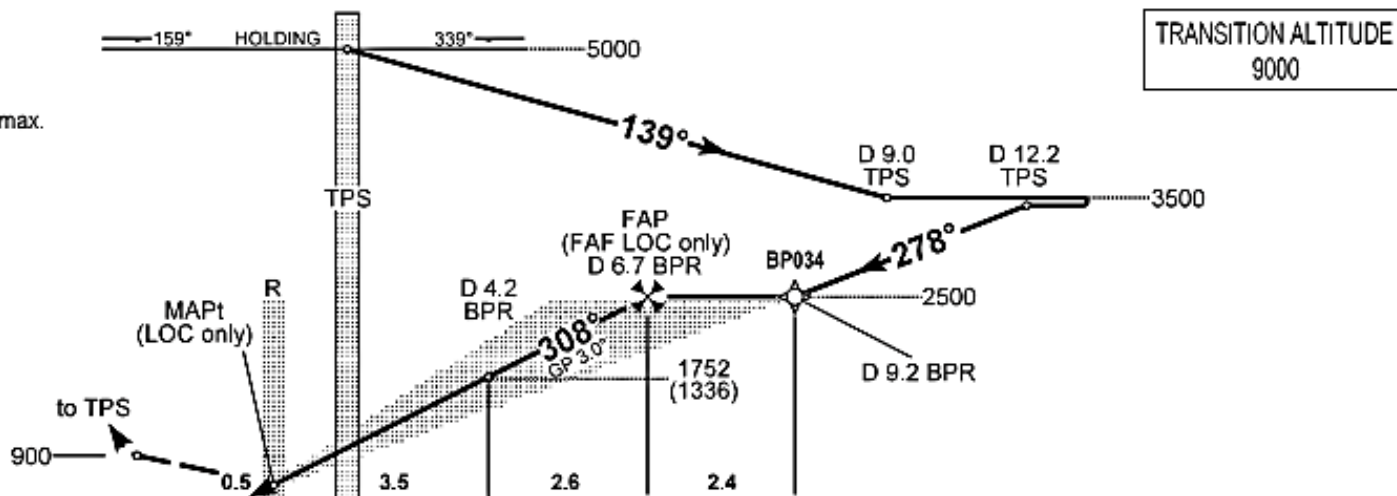 159° HOLDING 339° 5000
TRANSITION ALTITUDE
9000
max.
139°
D 9.0
TPS
D 12.2
TPS
TPS
3500
FAP
(FAF LOC only)
D 6.7 BPR
BP034
278°
R
MAPt
(LOC only)
D 4.2
BPR
308°
GP 3.0°
2500
1752
(1336)
D 9.2 BPR
to TPS
900
0.5 3.5 2.6 2.4